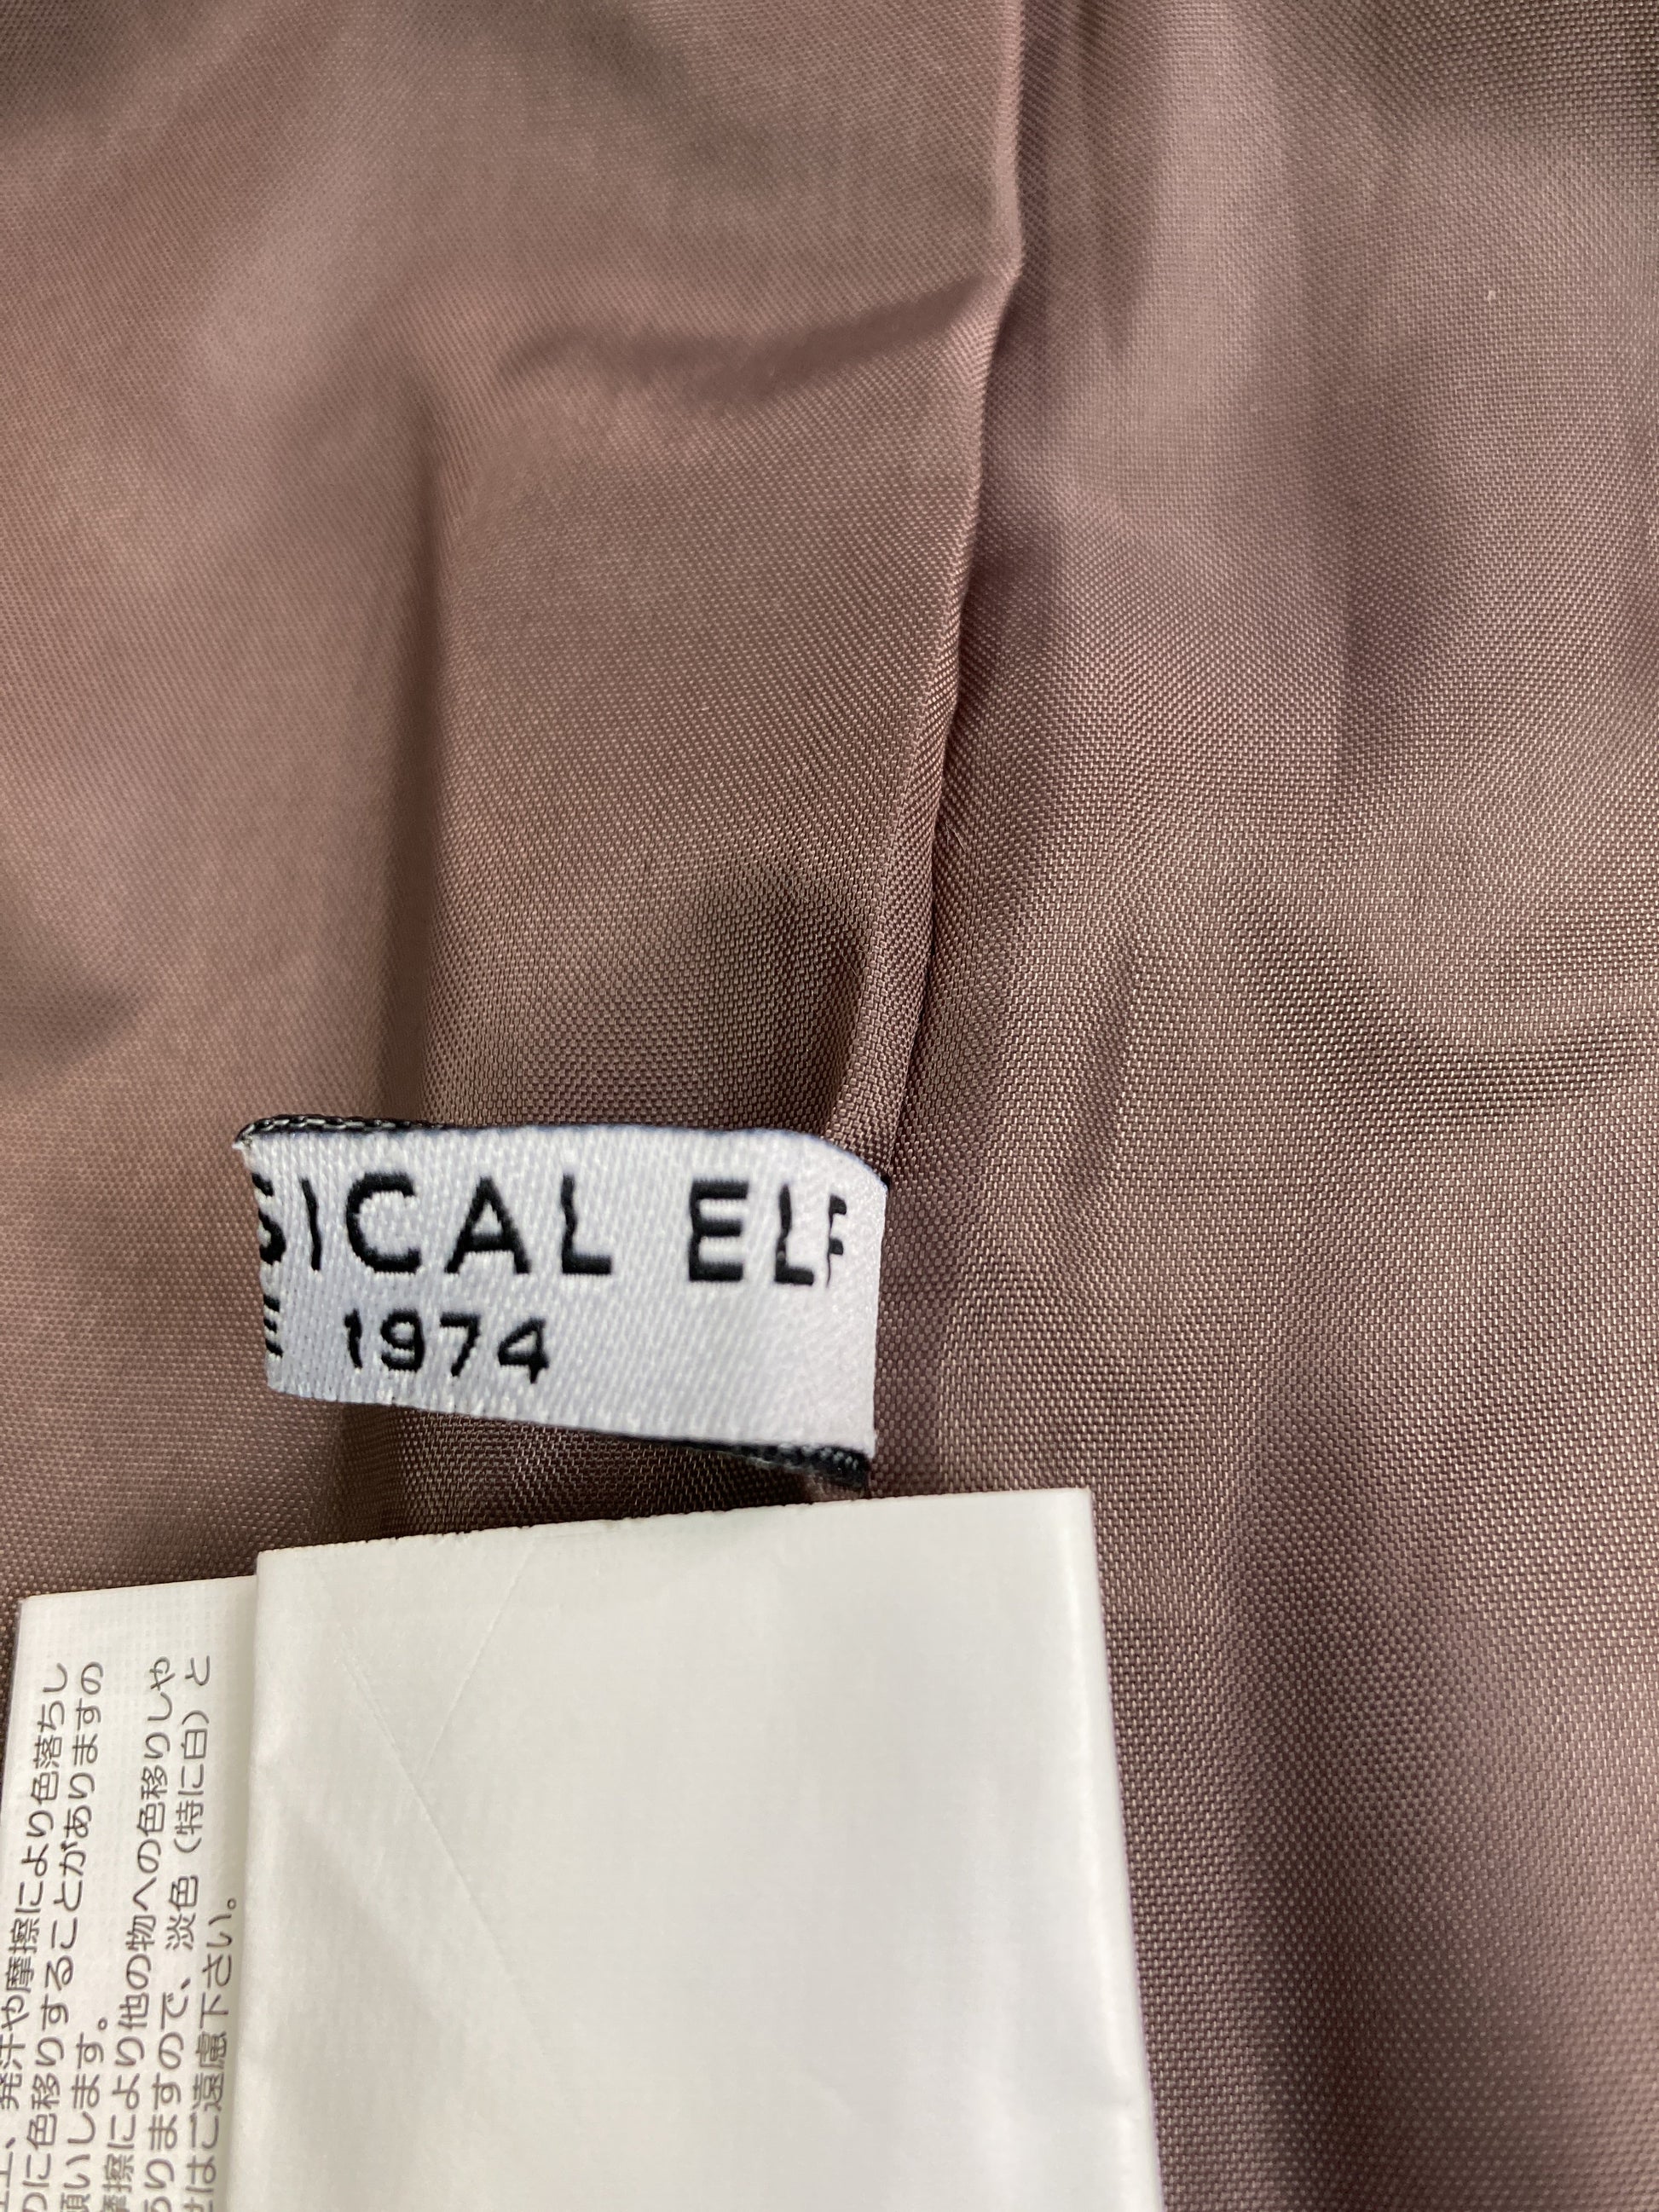 SICAL ELF
E 1974
、発汗や摩擦により色落ちし
のに色移りすることがありますの
願いします。
摩擦により他の物への色移りしや
ありますので、淡色（特に白）と
せはご遠慮下さい。